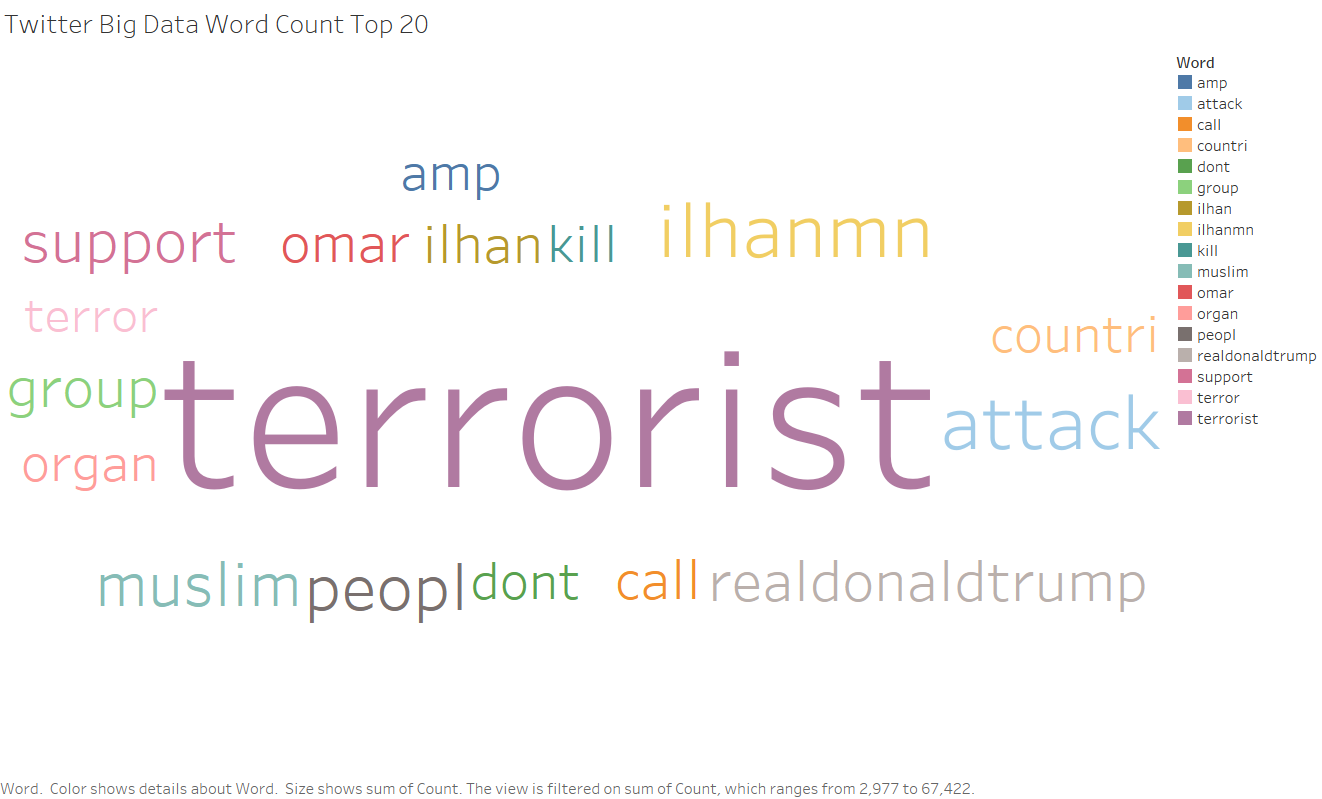 Twitter Big Data Word Count Top 20
Word
amp
attack
call
countri
dont
group
ilhan
ilhanmn
kill
muslim
omar
organ
peopl
realdonaldtrump
support
terror
terrorist
amp
support omar ilhan kill ilhanmn
terror countri
group terrorist attack
organ
muslim peopl dont call realdonaldtrump
Word. Color shows details about Word. Size shows sum of Count. The view is filtered on sum of Count, which ranges from 2,977 to 67,422.